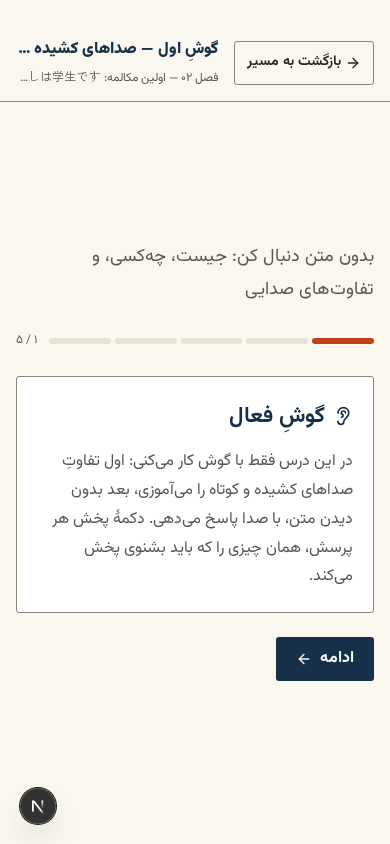 بازگشت به مسیر
گوشِ اول — صداهای کشیده ...
فصل ۰۲ — اولین مکالمه: しは学生です...
بدون متن دنبال کن: جیست، چه‌کسی، و
تفاوت‌های صدایی
۵ / ۱
گوشِ فعال
در این درس فقط با گوش کار می‌کنی: اول تفاوتِ
صداهای کشیده و کوتاه را می‌آموزی، بعد بدون
دیدن متن، با صدا پاسخ می‌دهی. دکمهٔ پخش هر
پرسش، همان چیزی را که باید بشنوی پخش
می‌کند.
ادامه
N